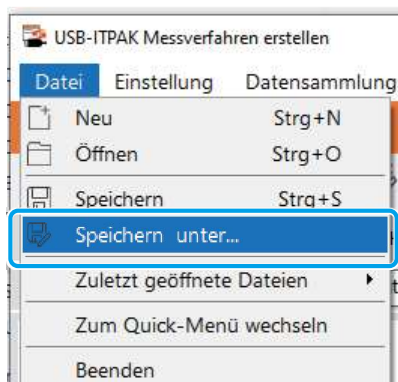 USB-ITPAK Messverfahren erstellen
Datei Einstellung Datensammlung
Neu Strg+N
Öffnen Strg+O
Speichern Strg+S
Speichern unter...
Zuletzt geöffnete Dateien
Zum Quick-Menü wechseln
Beenden